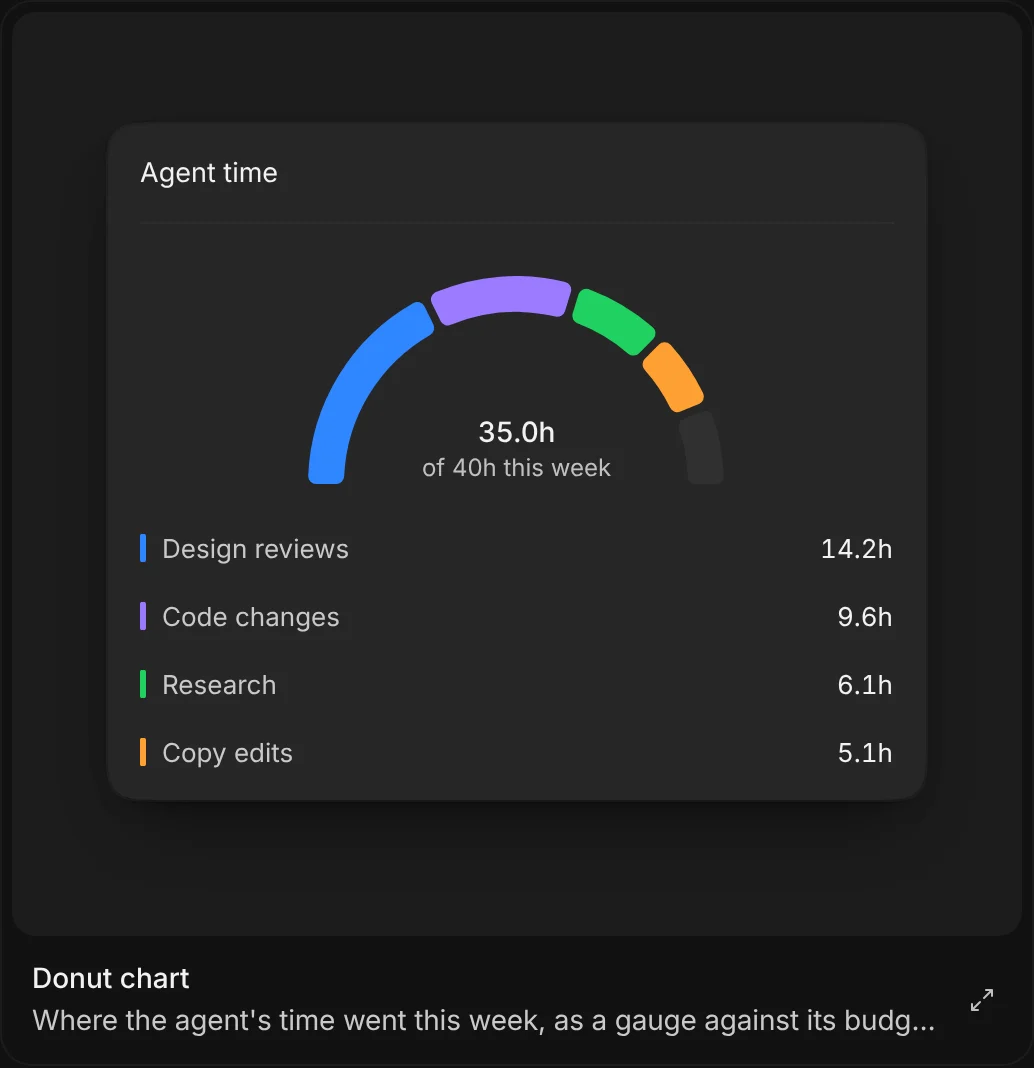 Agent time
35.0h
of 40h this week
Design reviews 14.2h
Code changes 9.6h
Research 6.1h
Copy edits 5.1h
Donut chart
Where the agent's time went this week, as a gauge against its budg...